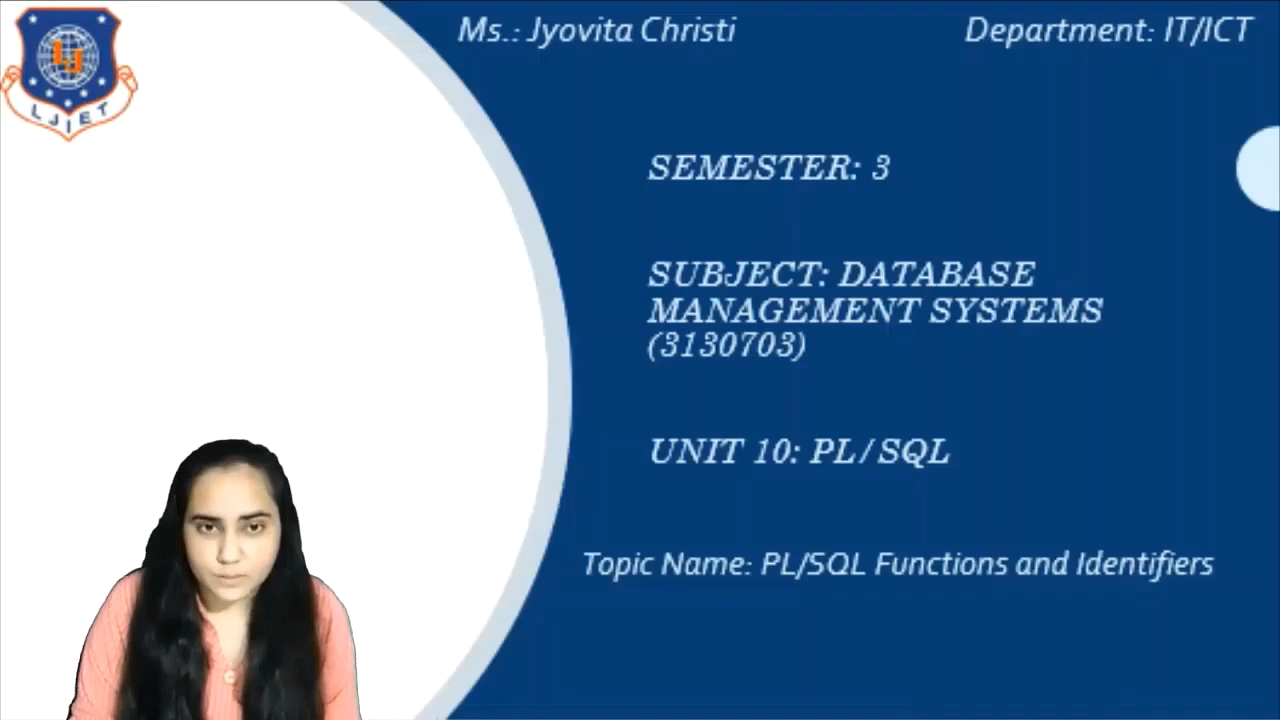 LJ
LJIET
Ms.: Jyovita Christi
Department: IT/ICT
SEMESTER: 3
SUBJECT: DATABASE
MANAGEMENT SYSTEMS
(3130703)
UNIT 10: PL/SQL
Topic Name: PL/SQL Functions and Identifiers